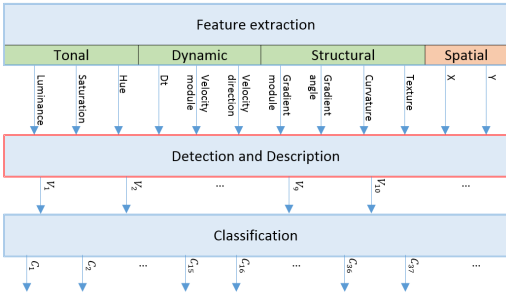 Feature extraction
Tonal Dynamic Structural Spatial
Luminance
Saturation
Hue
Dt
Velocity
module
Velocity
direction
Gradient
module
Gradient
angle
Curvature
Texture
X
Y
Detection and Description
V1 V2 ... V9 V10 ...
Classification
C1 C2 ... C15 C16 ... C36 C37 ...